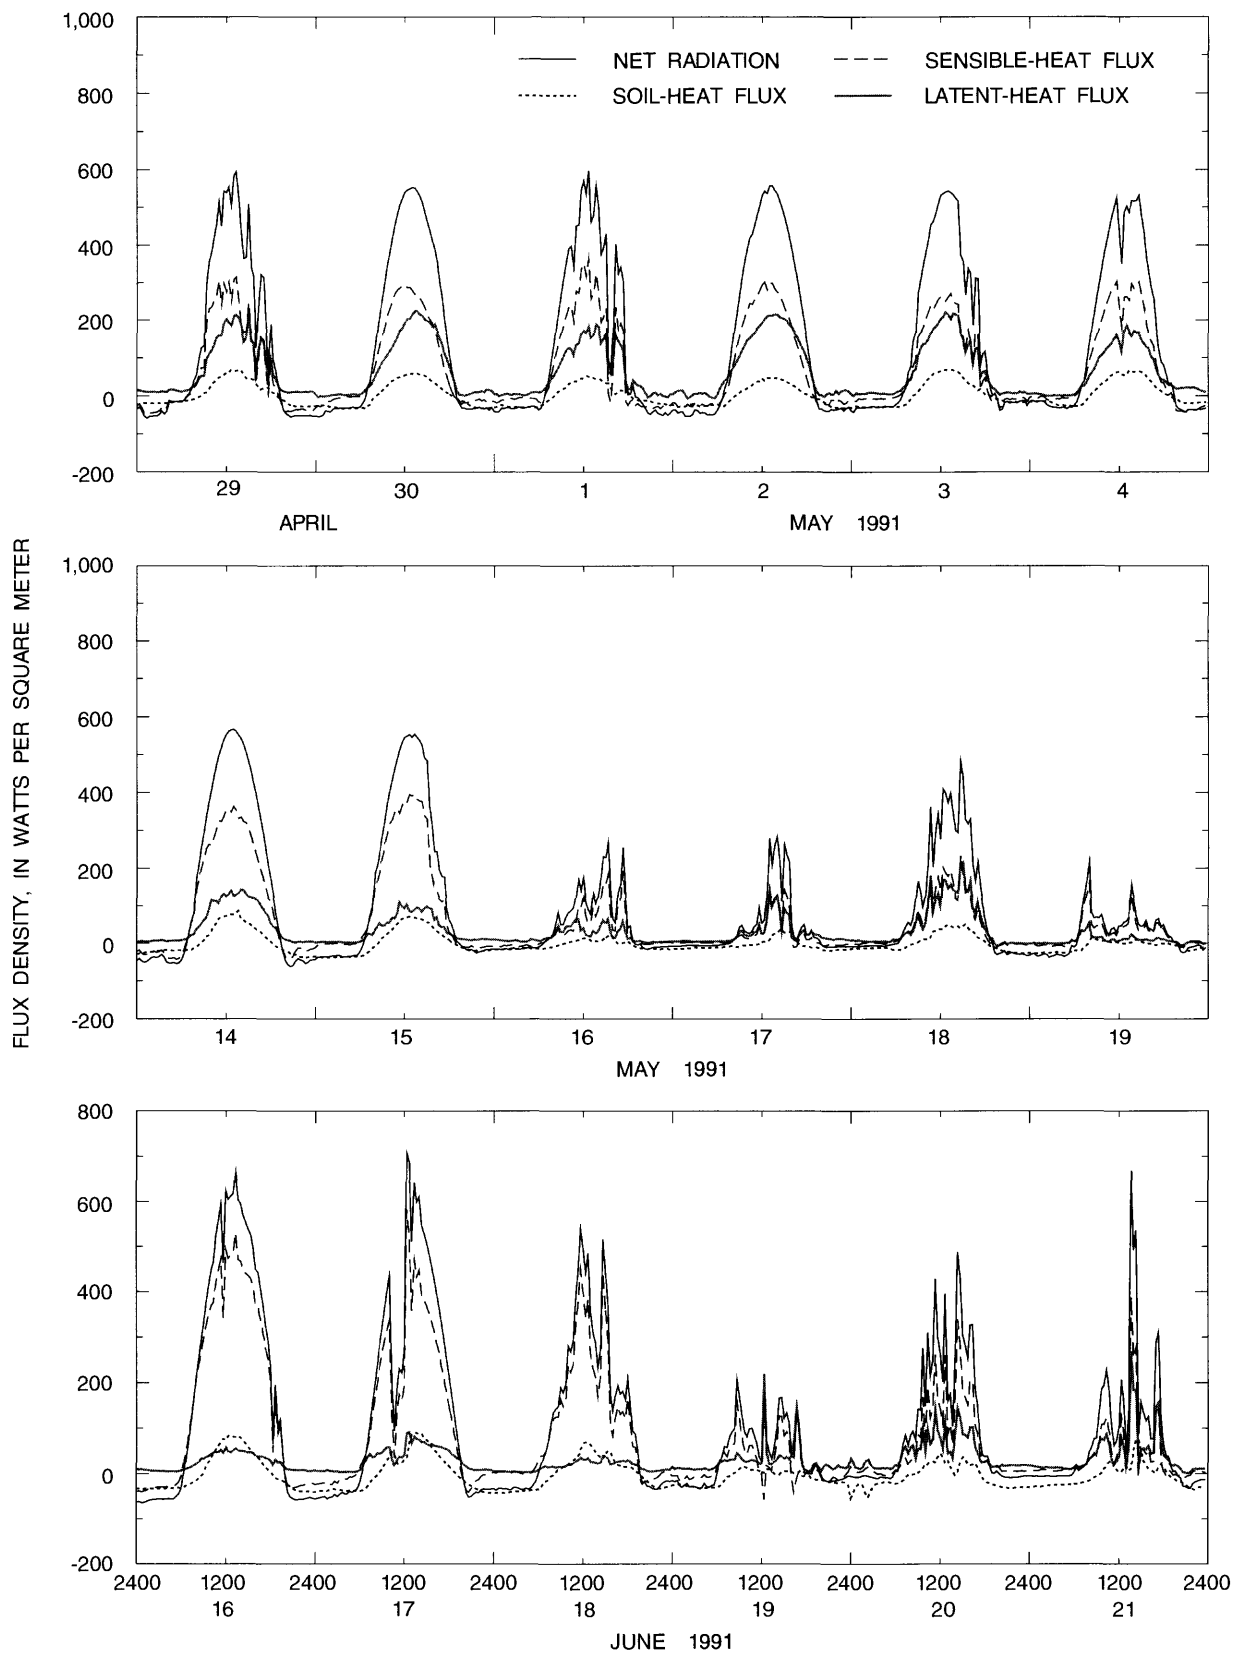 FLUX DENSITY, IN WATTS PER SQUARE METER
1,000
800
600
400
200
0
-200
NET RADIATION SENSIBLE-HEAT FLUX
SOIL-HEAT FLUX LATENT-HEAT FLUX
29 30 1 2 3 4
APRIL MAY 1991
1,000
800
600
400
200
0
-200
14 15 16 17 18 19
MAY 1991
800
600
400
200
0
-200
2400 1200 2400 1200 2400 1200 2400 1200 2400 1200 2400 1200 2400
16 17 18 19 20 21
JUNE 1991